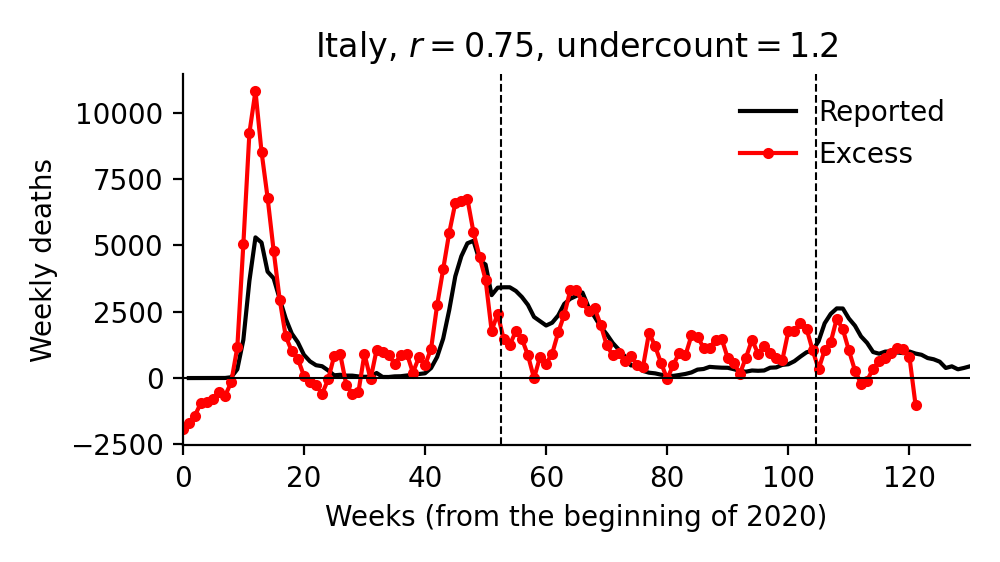 Italy, r = 0.75, undercount = 1.2
Reported
Excess
Weekly deaths
10000
7500
5000
2500
0
−2500
0 20 40 60 80 100 120
Weeks (from the beginning of 2020)